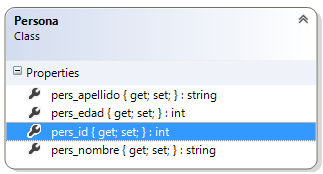 Persona
Class
Properties
pers_apellido { get; set; } : string
pers_edad { get; set; } : int
pers_id { get; set; } : int
pers_nombre { get; set; } : string